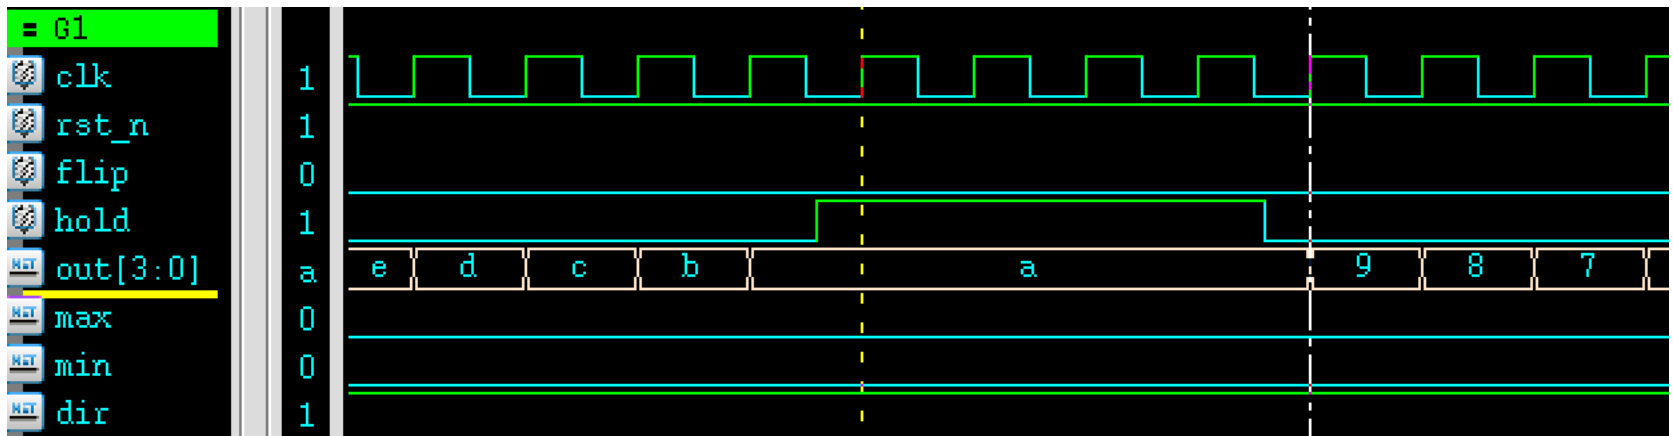 = G1
clk 1
rst_n 1
flip 0
hold 1
out[3:0] a e d c b a 9 8 7
max 0
min 0
dir 1